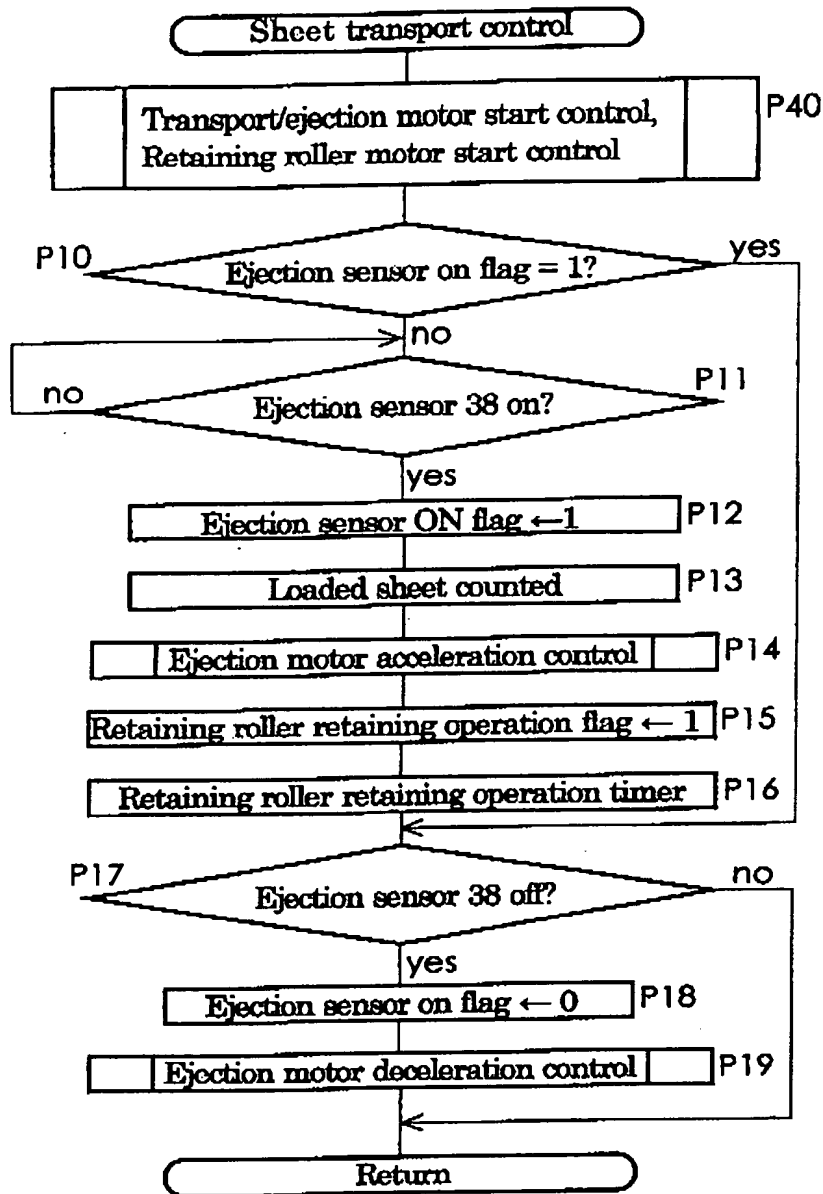 Sheet transport control
Transport/ejection motor start control,
Retaining roller motor start control
P40
P10
Ejection sensor on flag = 1?
yes
no
no
Ejection sensor 38 on?
P11
yes
Ejection sensor ON flag ←1
P12
Loaded sheet counted
P13
Ejection motor acceleration control
P14
Retaining roller retaining operation flag ← 1
P15
Retaining roller retaining operation timer
P16
P17
Ejection sensor 38 off?
no
yes
Ejection sensor on flag ← 0
P18
Ejection motor deceleration control
P19
Return